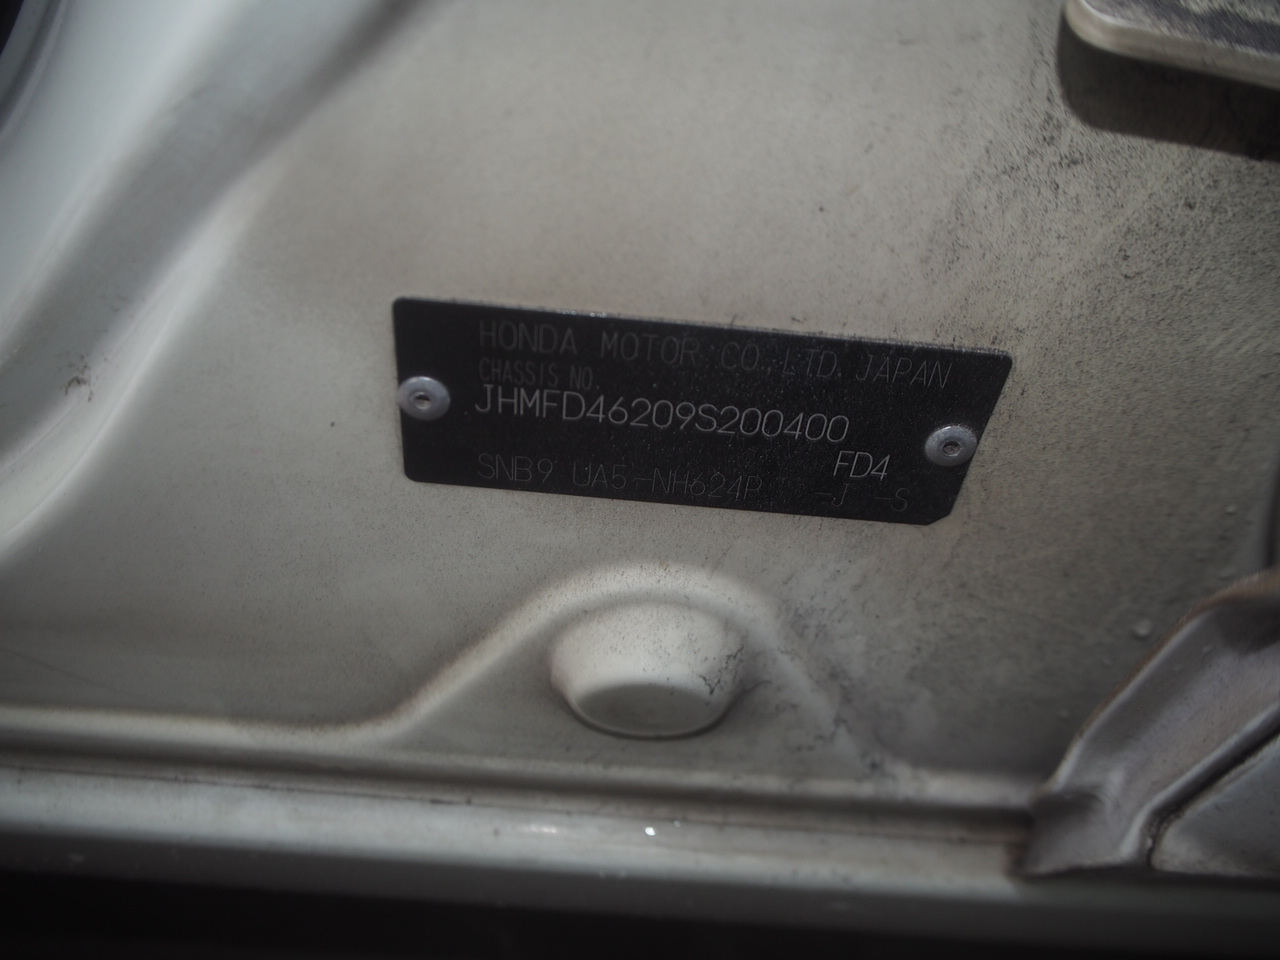 HONDA MOTOR CO.,LTD. JAPAN
CHASSIS NO.
JHMFD46209S200400
FD4
SNB9 UA5-NH624P -J -S